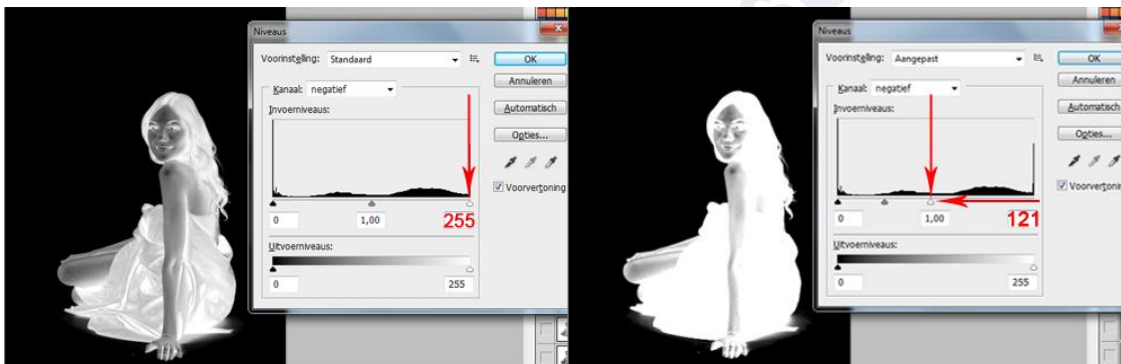 Niveaus
Voorinstelling: Standaard
OK
Annuleren
Kanaal: negatief
Automatisch
Invoerniveaus:
Opties...
Voorvertoning
0 1,00 255
Uitvoerniveaus:
0 255
Niveaus
Voorinstelling: Aangepast
OK
Annuleren
Kanaal: negatief
Automatisch
Invoerniveaus:
Opties...
Voorvertoning
0 1,00 121
Uitvoerniveaus:
0 255